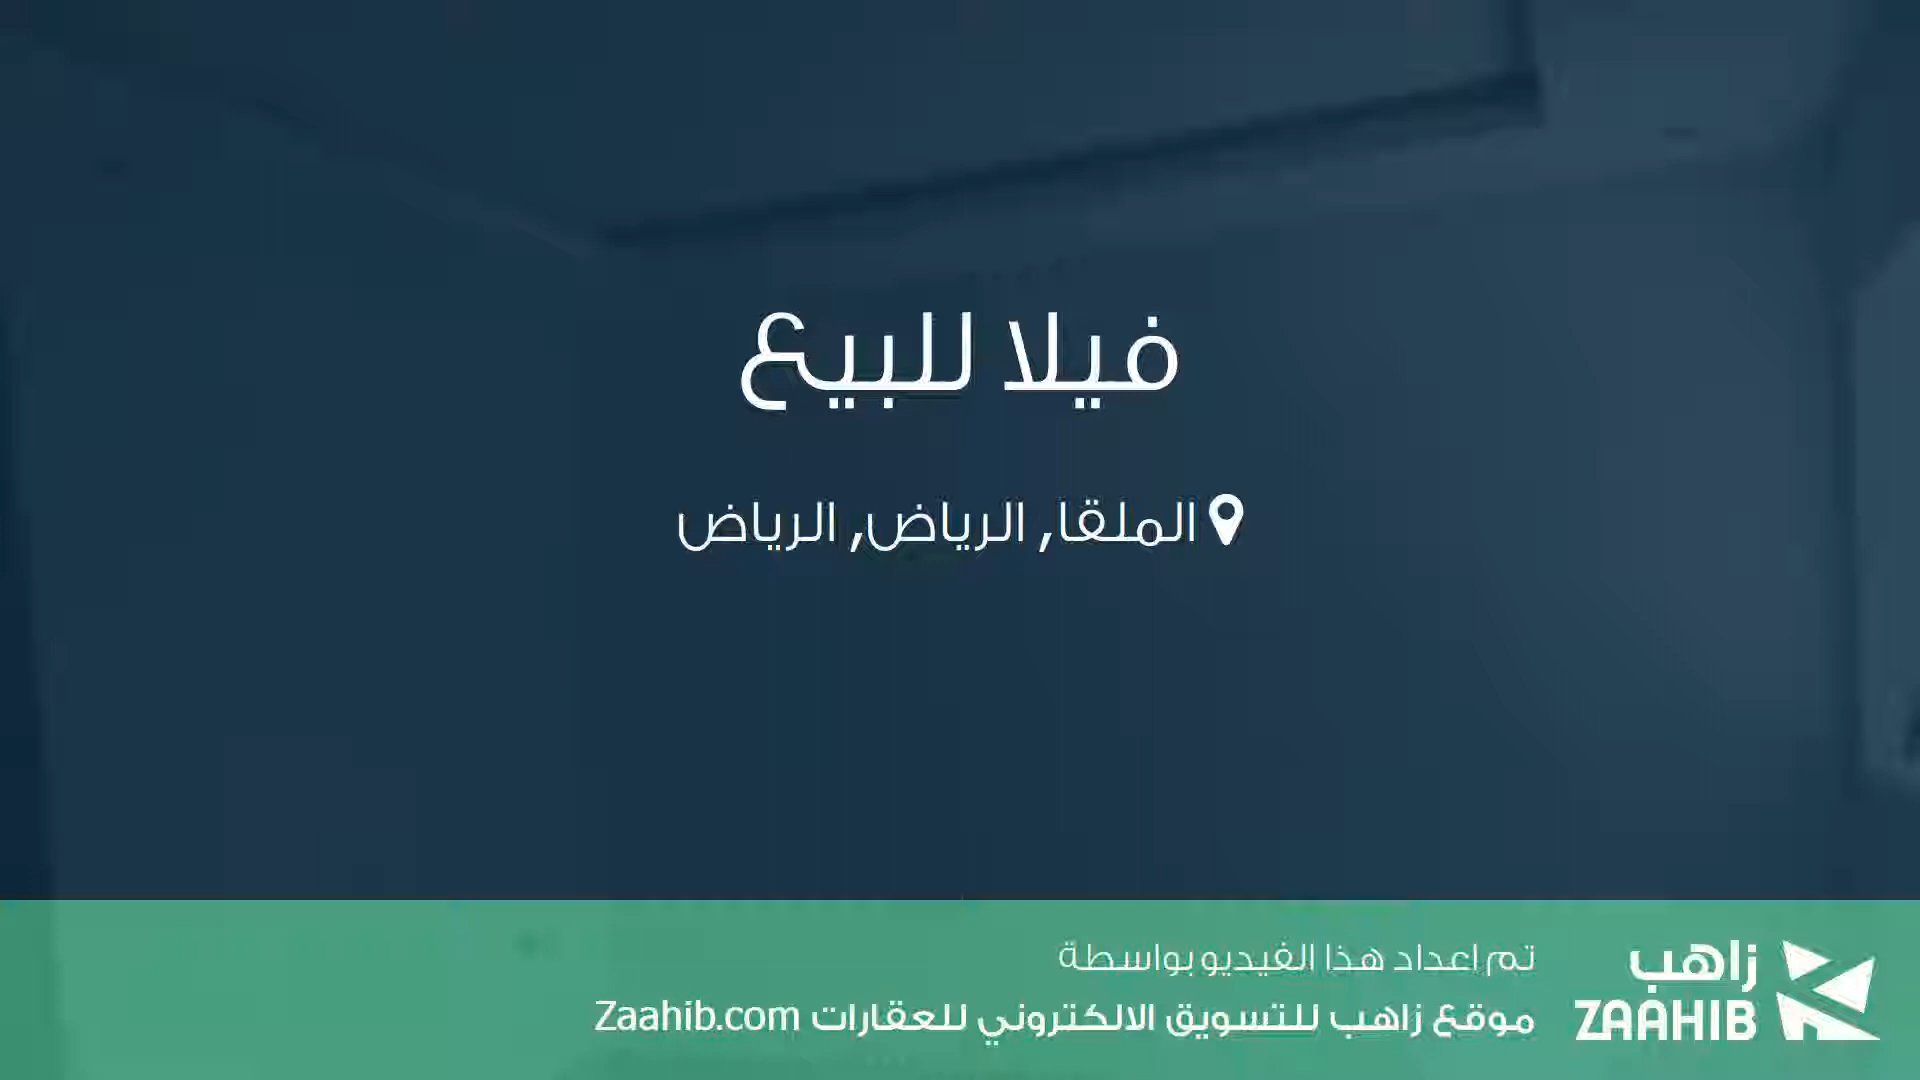 فيلا للبيع
الملقا, الرياض, الرياض
زاهب
ZAAHIB
تم اعداد هذا الفيديو بواسطة
موقع زاهب للتسويق الالكتروني للعقارات Zaahib.com